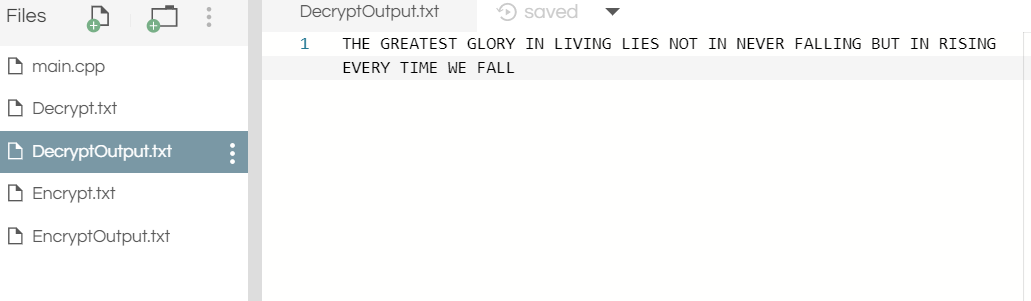 Files
DecryptOutput.txt saved
main.cpp
Decrypt.txt
DecryptOutput.txt
Encrypt.txt
EncryptOutput.txt
1 THE GREATEST GLORY IN LIVING LIES NOT IN NEVER FALLING BUT IN RISING
EVERY TIME WE FALL